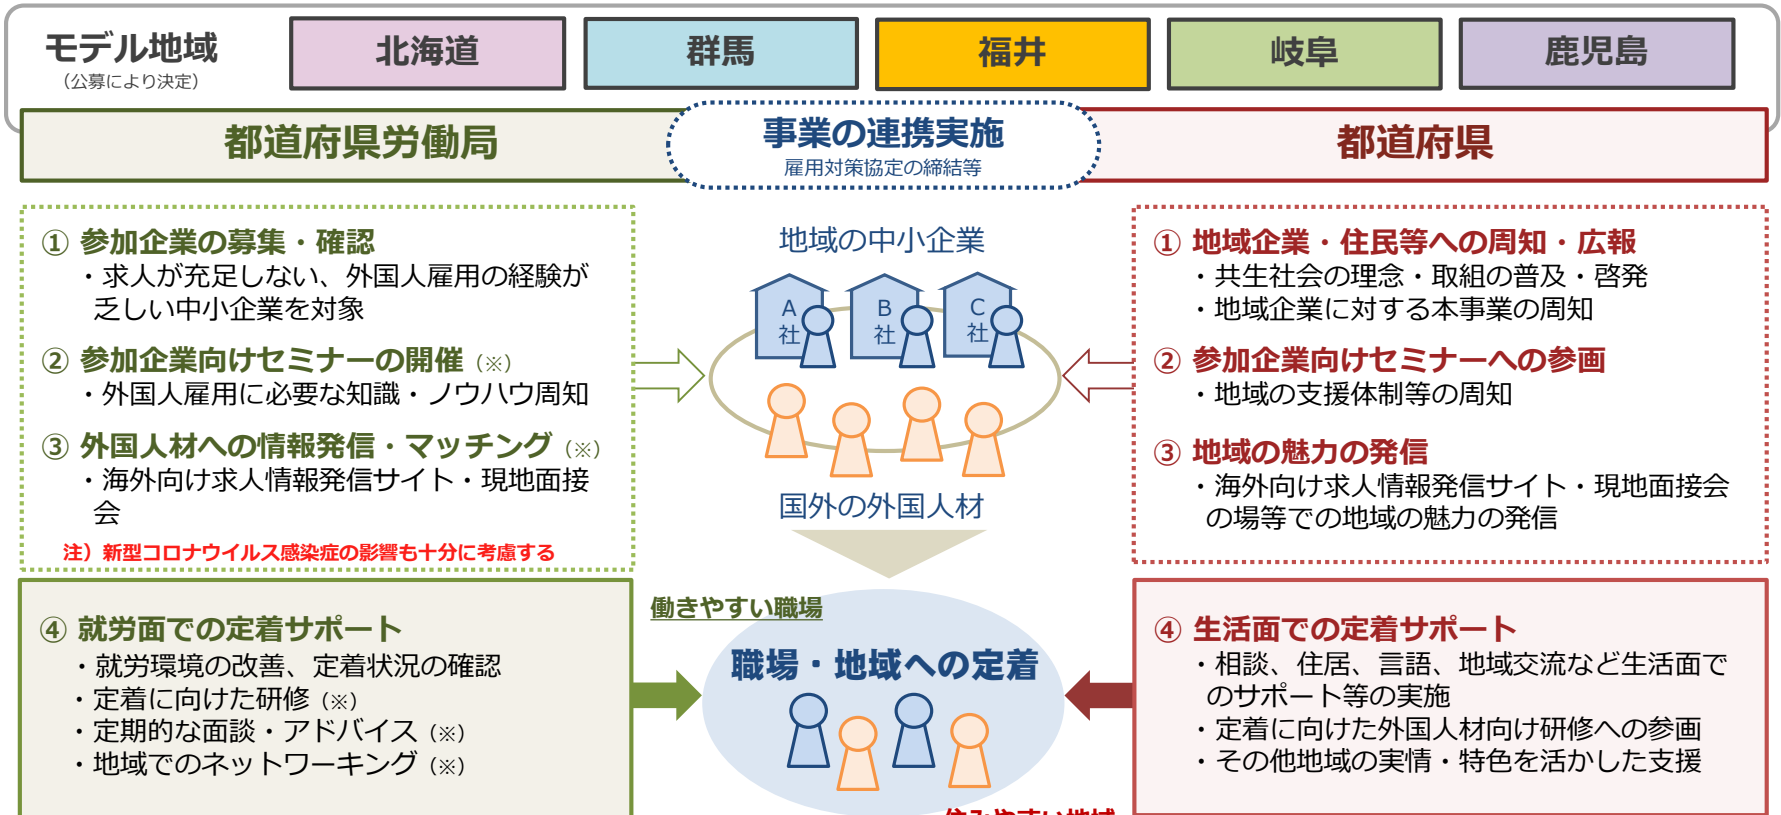 モデル地域
（公募により決定）
北海道
群馬
福井
岐阜
鹿児島
都道府県労働局
事業の連携実施
雇用対策協定の締結等
都道府県
① 参加企業の募集・確認
・求人が充足しない、外国人雇用の経験が
乏しい中小企業を対象
② 参加企業向けセミナーの開催（※）
・外国人雇用に必要な知識・ノウハウ周知
③ 外国人材への情報発信・マッチング（※）
・海外向け求人情報発信サイト・現地面接
会
注）新型コロナウイルス感染症の影響も十分に考慮する
地域の中小企業
A
社
B
社
C
社
国外の外国人材
① 地域企業・住民等への周知・広報
・共生社会の理念・取組の普及・啓発
・地域企業に対する本事業の周知
② 参加企業向けセミナーへの参画
・地域の支援体制等の周知
③ 地域の魅力の発信
・海外向け求人情報発信サイト・現地面接会
の場等での地域の魅力の発信
④ 就労面での定着サポート
・就労環境の改善、定着状況の確認
・定着に向けた研修（※）
・定期的な面談・アドバイス（※）
・地域でのネットワーキング（※）
働きやすい職場
職場・地域への定着
住みやすい地域
④ 生活面での定着サポート
・相談、住居、言語、地域交流など生活面で
のサポート等の実施
・定着に向けた外国人材向け研修への参画
・その他地域の実情・特色を活かした支援